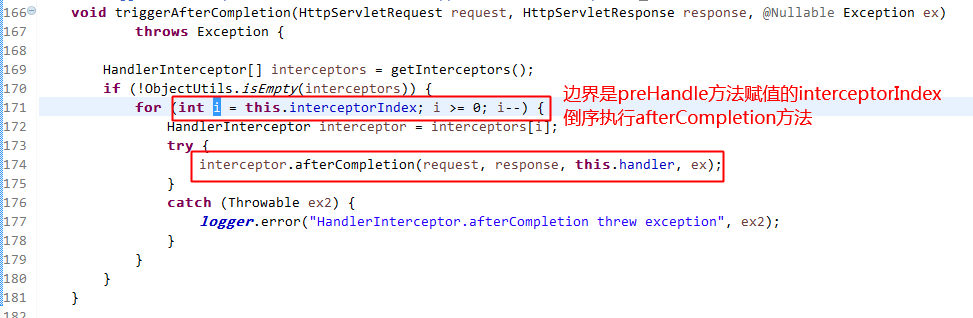 166 void triggerAfterCompletion(HttpServletRequest request, HttpServletResponse response, @Nullable Exception ex)
167 throws Exception {
168
169 HandlerInterceptor[] interceptors = getInterceptors();
170 if (!ObjectUtils.isEmpty(interceptors)) {
171 for (int i = this.interceptorIndex; i >= 0; i--) {
边界是preHandle方法赋值的interceptorIndex
倒序执行afterCompletion方法
172 HandlerInterceptor interceptor = interceptors[i];
173 try {
174 interceptor.afterCompletion(request, response, this.handler, ex);
175 }
176 catch (Throwable ex2) {
177 logger.error("HandlerInterceptor.afterCompletion threw exception", ex2);
178 }
179 }
180 }
181 }
182